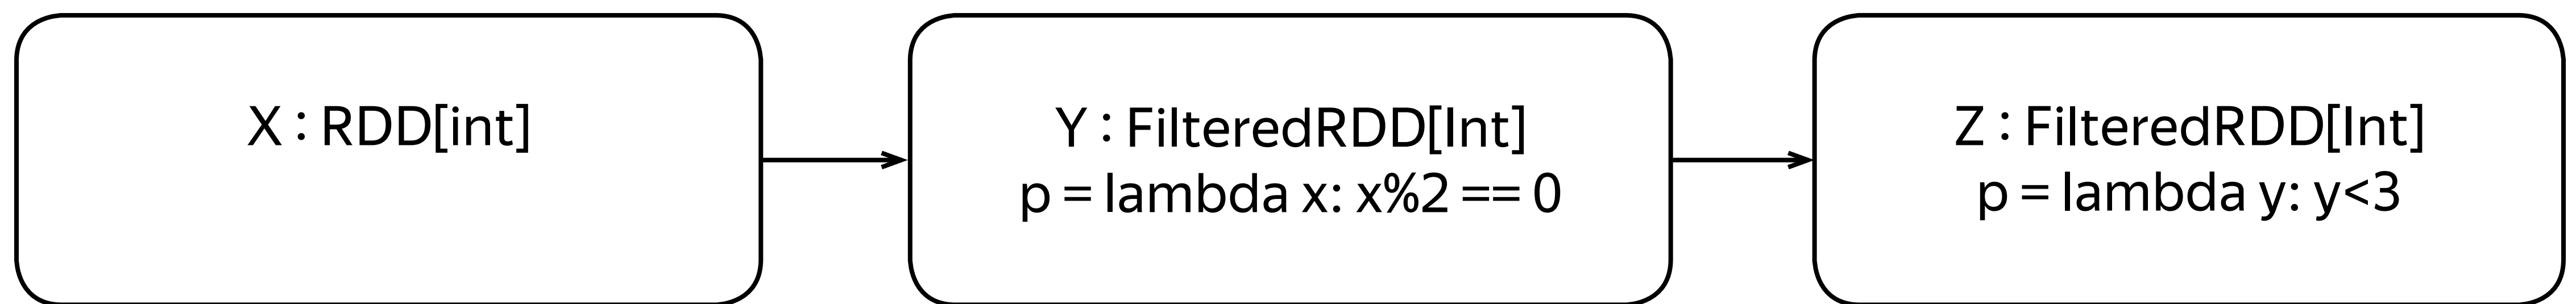 X : RDD[int]
Y : FilteredRDD[Int]
p = lambda x: x%2 == 0
Z : FilteredRDD[Int]
p = lambda y: y<3